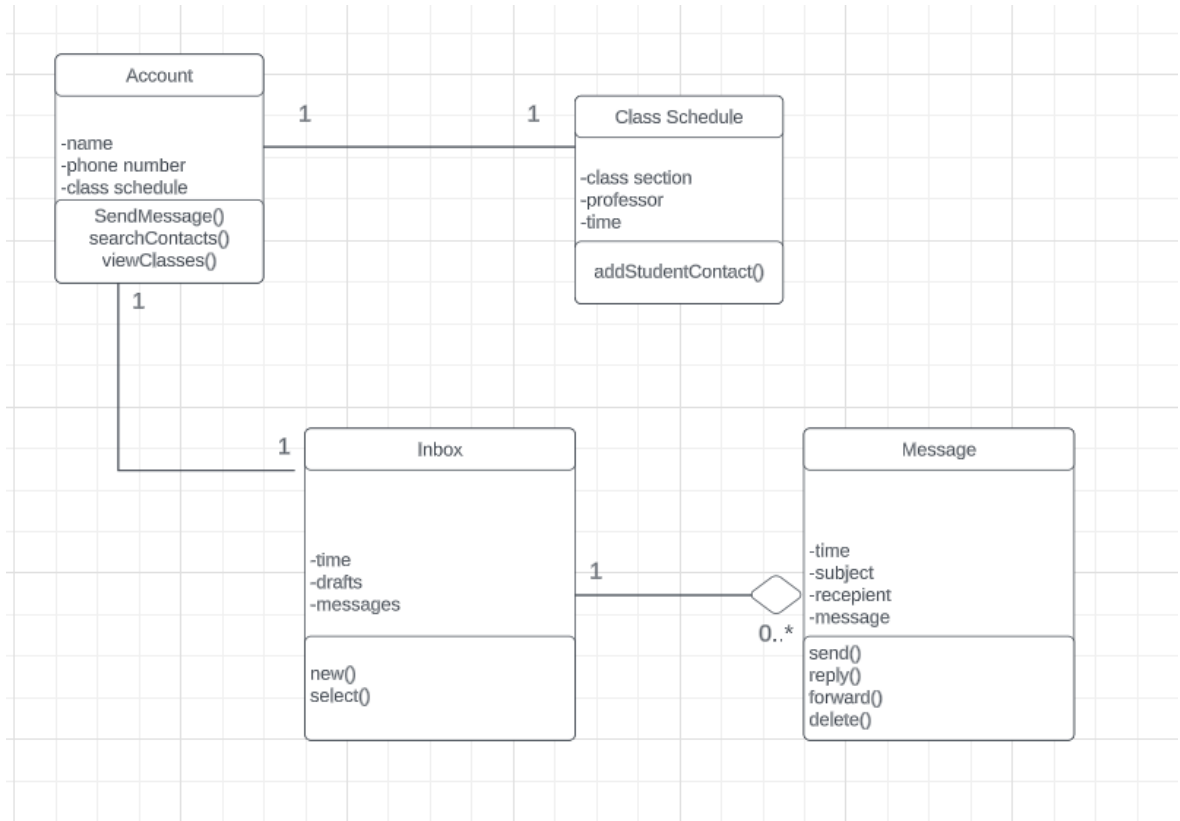 Account
-name
-phone number
-class schedule
SendMessage()
searchContacts()
viewClasses()
1
1
Class Schedule
-class section
-professor
-time
addStudentContact()
1
1
Inbox
-time
-drafts
-messages
new()
select()
1
0..*
Message
-time
-subject
-recepient
-message
send()
reply()
forward()
delete()